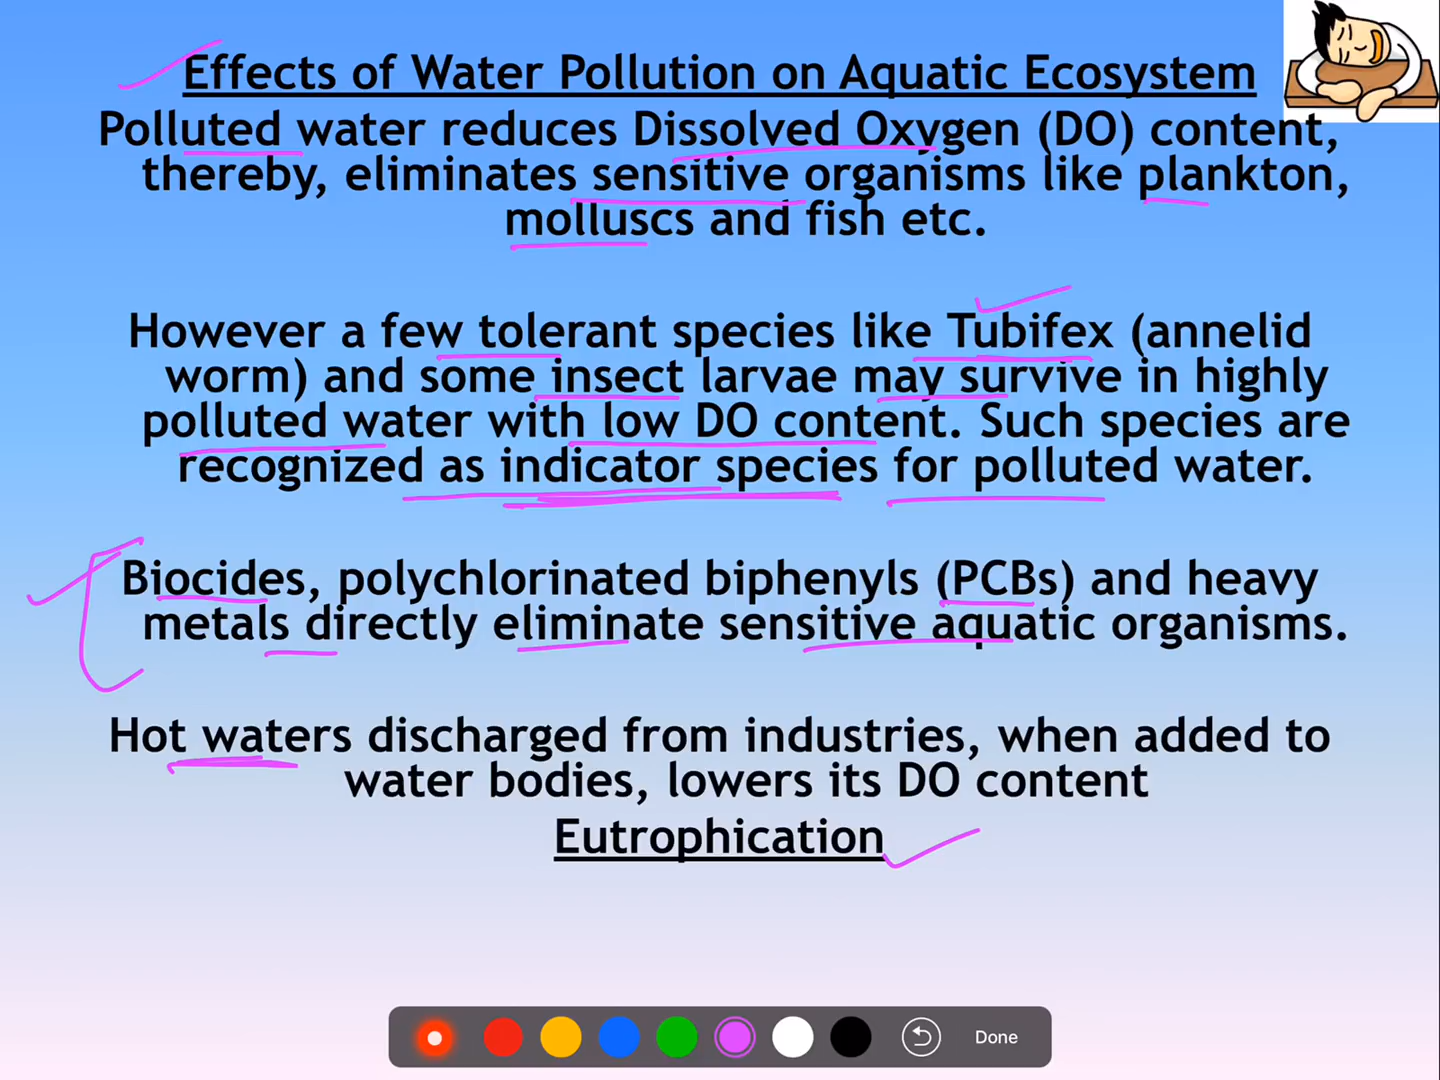 Effects of Water Pollution on Aquatic Ecosystem
Polluted water reduces Dissolved Oxygen (DO) content,
thereby, eliminates sensitive organisms like plankton,
molluscs and fish etc.
However a few tolerant species like Tubifex (annelid
worm) and some insect larvae may survive in highly
polluted water with low DO content. Such species are
recognized as indicator species for polluted water.
Biocides, polychlorinated biphenyls (PCBs) and heavy
metals directly eliminate sensitive aquatic organisms.
Hot waters discharged from industries, when added to
water bodies, lowers its DO content
Eutrophication
Done